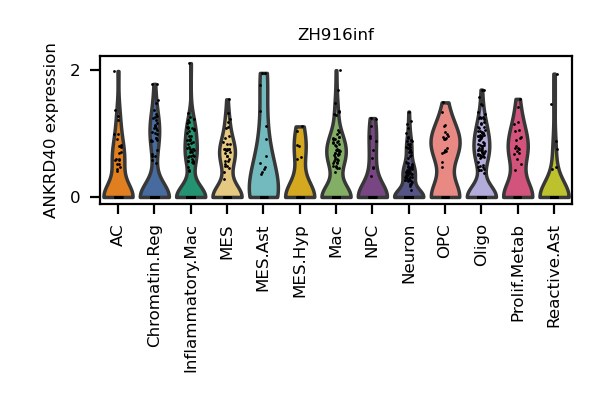 ZH916inf
ANKRD40 expression
2
0
AC
Chromatin.Reg
Inflammatory.Mac
MES
MES.Ast
MES.Hyp
Mac
NPC
Neuron
OPC
Oligo
Prolif.Metab
Reactive.Ast